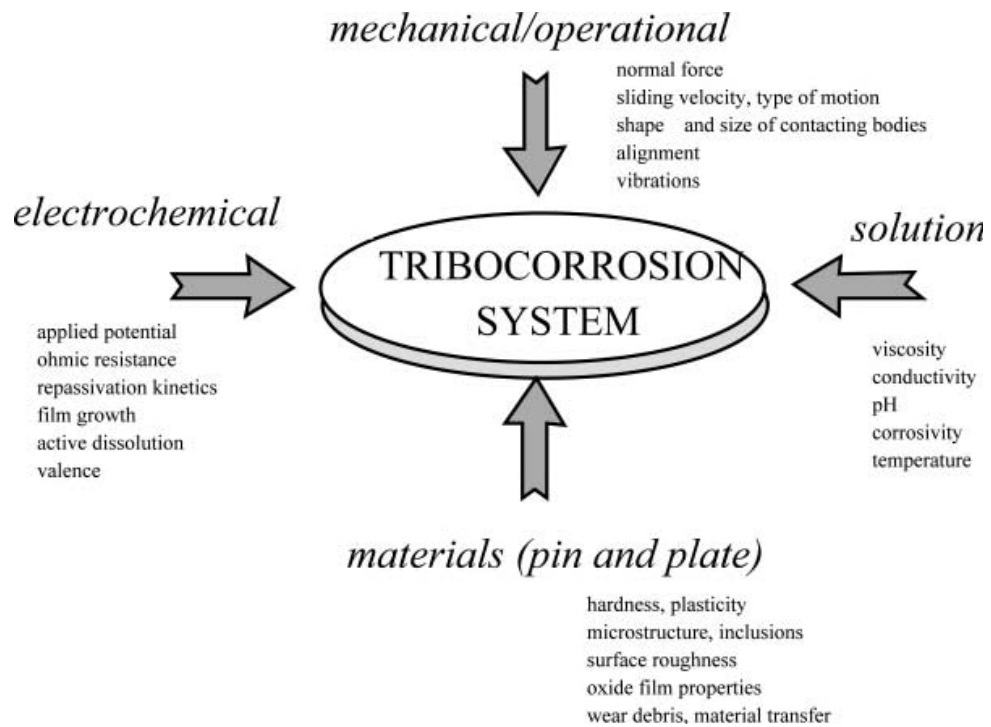 mechanical/operational
normal force
sliding velocity, type of motion
shape and size of contacting bodies
alignment
vibrations
electrochemical
applied potential
ohmic resistance
repassivation kinetics
film growth
active dissolution
valence
TRIBOCORROSION
SYSTEM
solution
viscosity
conductivity
pH
corrosivity
temperature
materials (pin and plate)
hardness, plasticity
microstructure, inclusions
surface roughness
oxide film properties
wear debris, material transfer